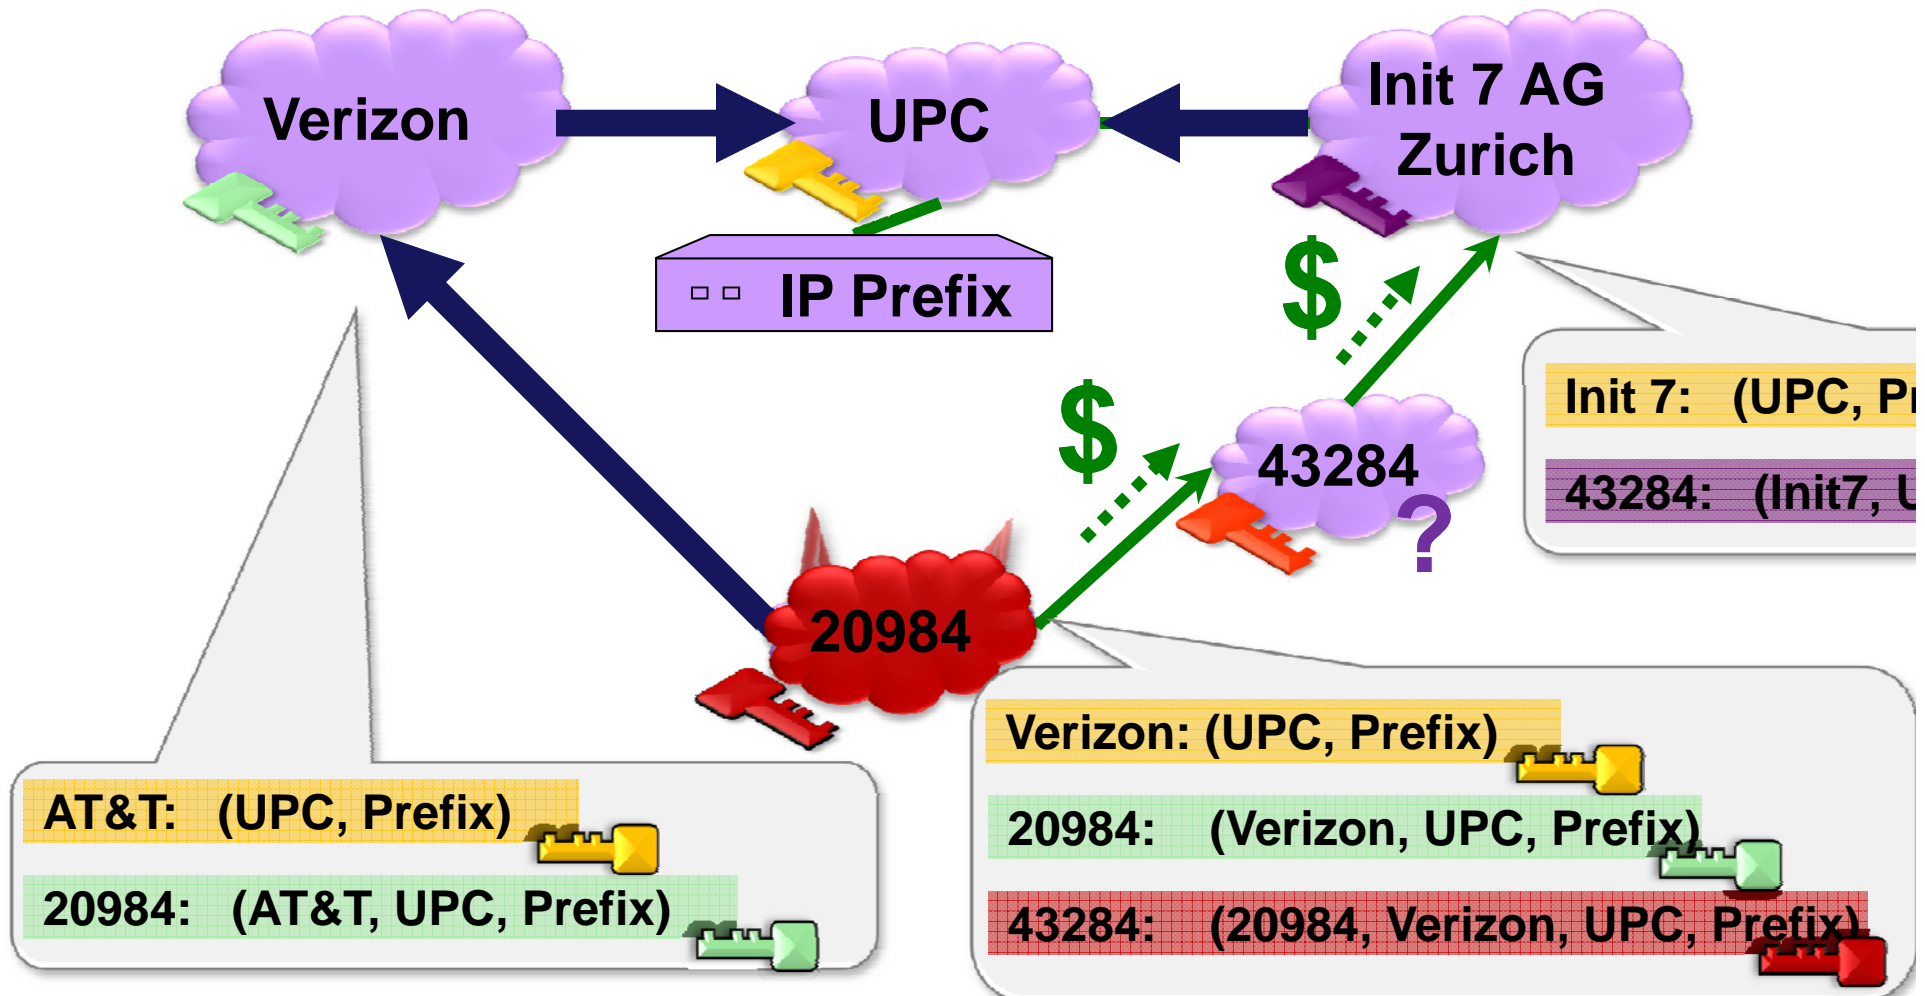 Verizon
UPC
Init 7 AG
Zurich
IP Prefix
$
$
43284
?
20984
Init 7: (UPC, Pr
43284: (Init7, U
Verizon: (UPC, Prefix)
20984: (Verizon, UPC, Prefix)
43284: (20984, Verizon, UPC, Prefix)
AT&T: (UPC, Prefix)
20984: (AT&T, UPC, Prefix)